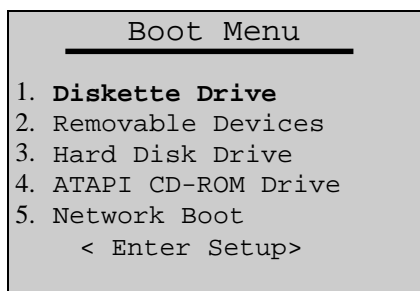 Boot Menu
1. Diskette Drive
2. Removable Devices
3. Hard Disk Drive
4. ATAPI CD-ROM Drive
5. Network Boot
< Enter Setup>